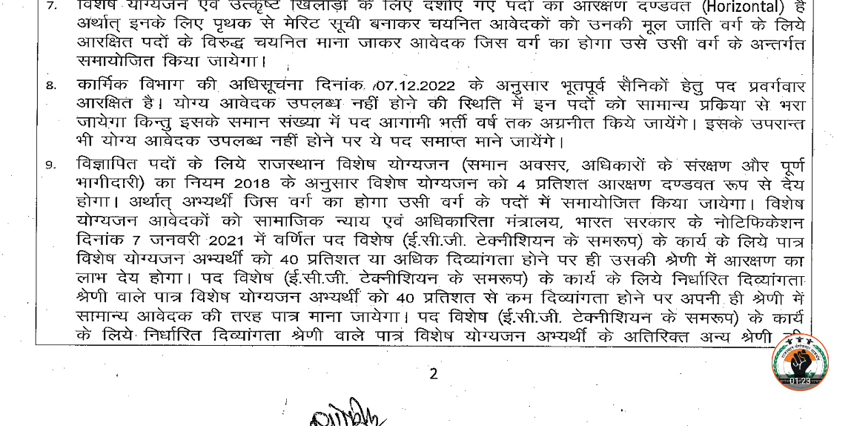 7. विशेष योग्यजन एवं उत्कृष्ट खिलाड़ी के लिए दर्शाए गए पदों का आरक्षण दण्डवत (Horizontal) है
अर्थात् इनके लिए पृथक से मेरिट सूची बनाकर चयनित आवेदकों को उनकी मूल जाति वर्ग के लिये
आरक्षित पदों के विरुद्ध चयनित माना जाकर आवेदक जिस वर्ग का होगा उसे उसी वर्ग के अन्तर्गत
समायोजित किया जायेगा।
8. कार्मिक विभाग की अधिसूचना दिनांक 07.12.2022 के अनुसार भूतपूर्व सैनिकों हेतु पद प्रवर्गवार
आरक्षित है। योग्य आवेदक उपलब्ध नहीं होने की स्थिति में इन पदों को सामान्य प्रकिया से भरा
जायेगा किन्तु इसके समान संख्या में पद आगामी भर्ती वर्ष तक अग्रनीत किये जायेंगे। इसके उपरान्त
भी योग्य आवेदक उपलब्ध नहीं होने पर ये पद समाप्त माने जायेंगे।
9. विज्ञापित पदों के लिये राजस्थान विशेष योग्यजन (समान अवसर, अधिकारों के संरक्षण और पूर्ण
भागीदारी) का नियम 2018 के अनुसार विशेष योग्यजन को 4 प्रतिशत आरक्षण दण्डवत रूप से देय
होगा। अर्थात् अभ्यर्थी जिस वर्ग का होगा उसी वर्ग के पदों में समायोजित किया जायेगा। विशेष
योग्यजन आवेदकों को सामाजिक न्याय एवं अधिकारिता मंत्रालय, भारत सरकार के नोटिफिकेशन
दिनांक 7 जनवरी 2021 में वर्णित पद विशेष (ई.सी.जी. टेक्नीशियन के समरूप) के कार्य के लिये पात्र
विशेष योग्यजन अभ्यर्थी को 40 प्रतिशत या अधिक दिव्यांगता होने पर ही उसकी श्रेणी में आरक्षण का
लाभ देय होगा। पद विशेष (ई.सी.जी. टेक्नीशियन के समरूप) के कार्य के लिये निर्धारित दिव्यांगता
श्रेणी वाले पात्र विशेष योग्यजन अभ्यर्थी को 40 प्रतिशत से कम दिव्यांगता होने पर अपनी ही श्रेणी में
सामान्य आवेदक की तरह पात्र माना जायेगा। पद विशेष (ई.सी.जी. टेक्नीशियन के समरूप) के कार्य
के लिये निर्धारित दिव्यांगता श्रेणी वाले पात्र विशेष योग्यजन अभ्यर्थी के अतिरिक्त अन्य श्रेणी की
2
01:23